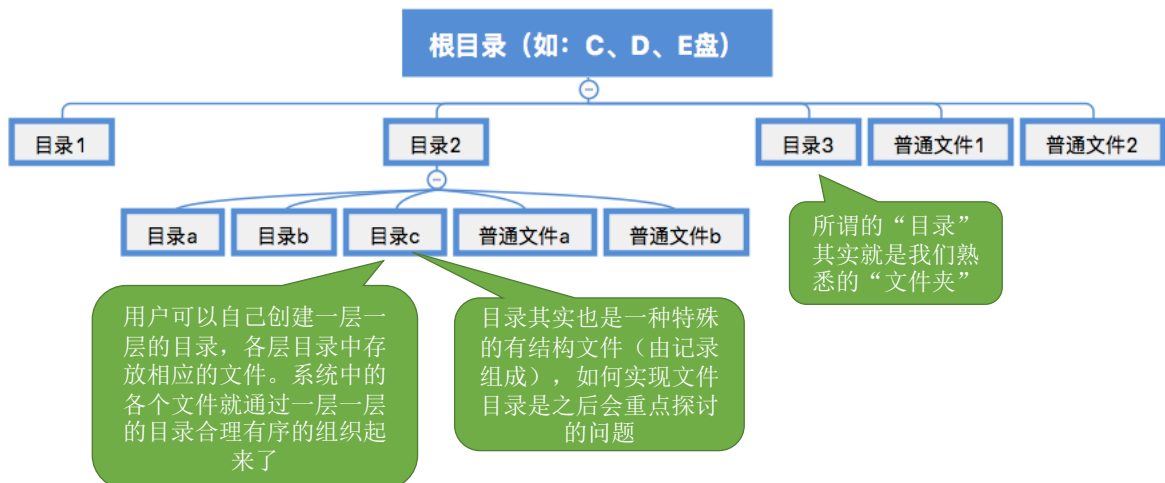 根目录（如：C、D、E盘）
目录1
目录2
目录3
普通文件1
普通文件2
目录a
目录b
目录c
普通文件a
普通文件b
所谓的“目录”
其实就是我们熟
悉的“文件夹”
用户可以自己创建一层一
层的目录，各层目录中存
放相应的文件。系统中的
各个文件就通过一层一层
的目录合理有序的组织起
来了
目录其实也是一种特殊
的有结构文件（由记录
组成），如何实现文件
目录是之后会重点探讨
的问题